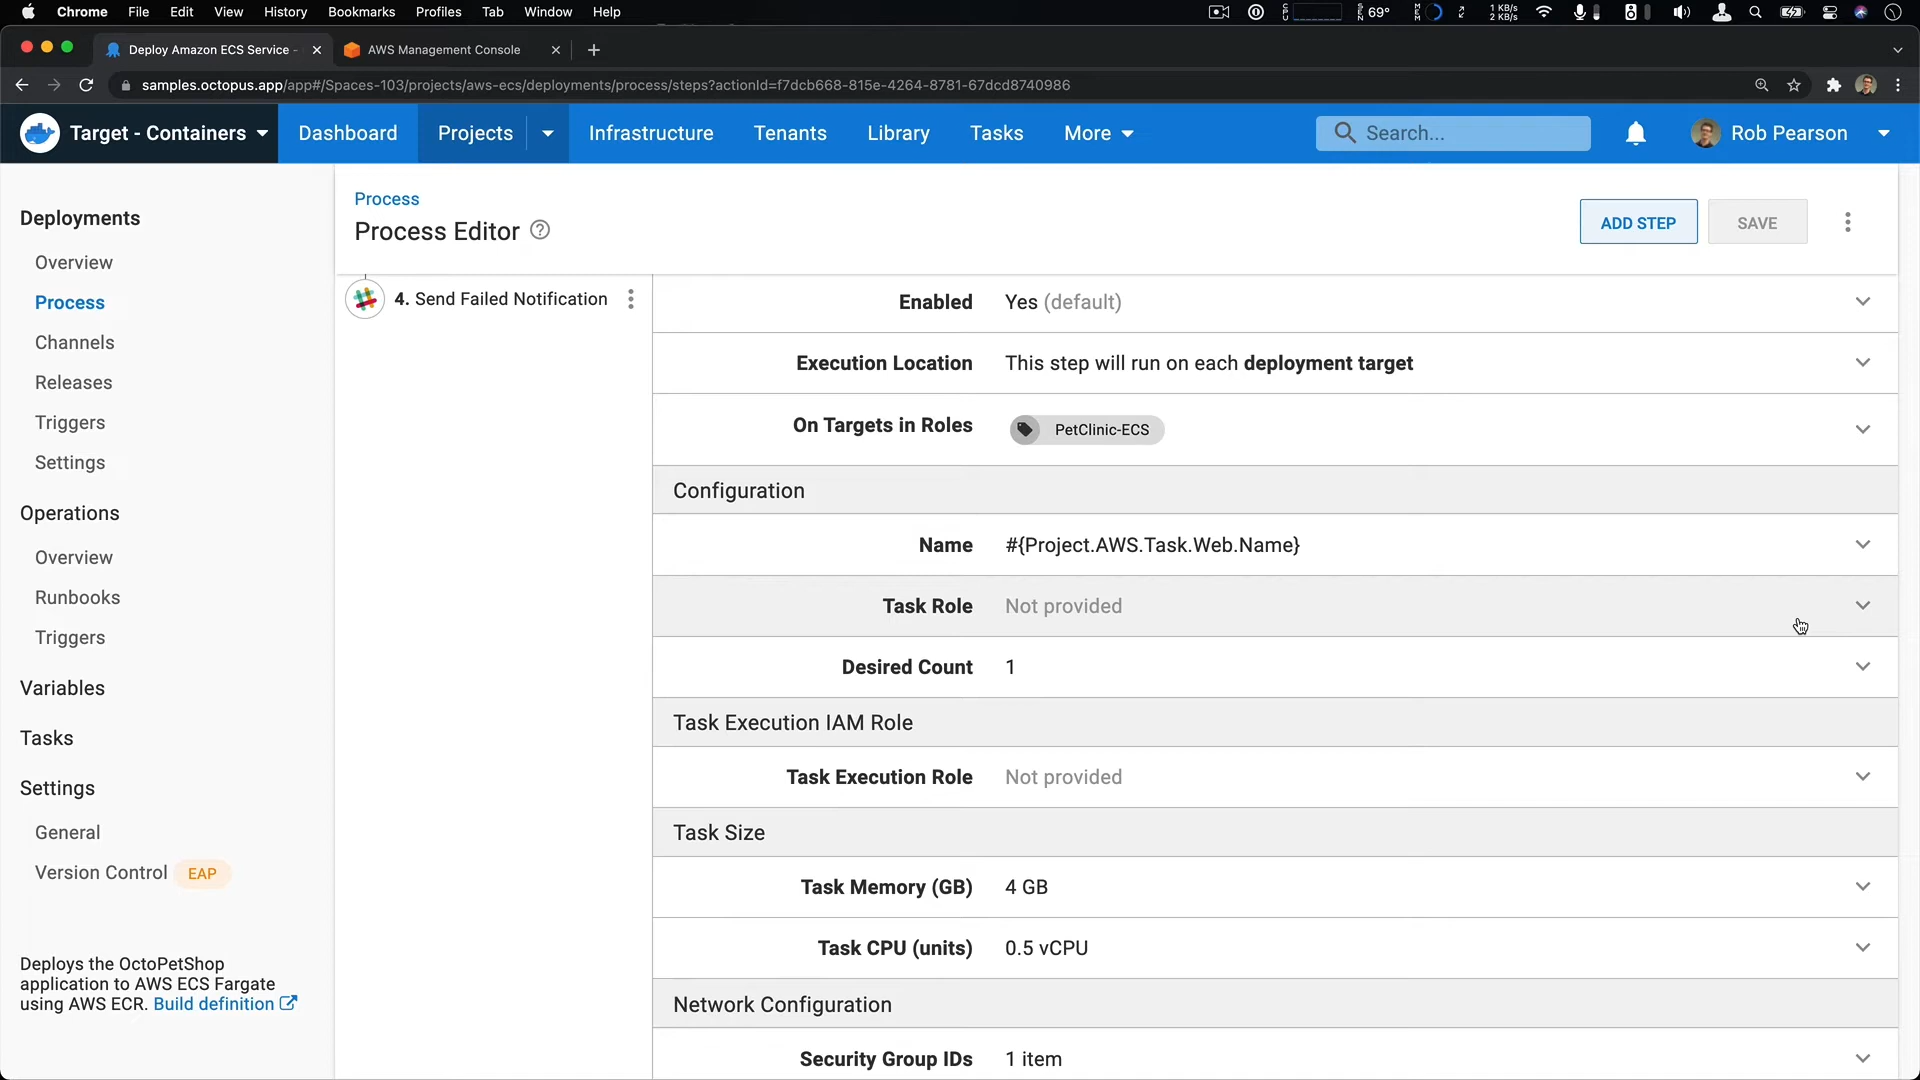 Chrome File Edit View History Bookmarks Profiles Tab Window Help
69° 1 KB/s
2 KB/s
Deploy Amazon ECS Service - AWS Management Console
samples.octopus.app/app#/Spaces-103/projects/aws-ecs/deployments/process/steps?actionId=f7dcb668-815e-4264-8781-67dcd8740986
Target - Containers Dashboard Projects Infrastructure Tenants Library Tasks More Search... Rob Pearson
Deployments
Overview
Process
Channels
Releases
Triggers
Settings
Operations
Overview
Runbooks
Triggers
Variables
Tasks
Settings
General
Version Control EAP
Deploys the OctoPetShop
application to AWS ECS Fargate
using AWS ECR. Build definition
Process
Process Editor
ADD STEP SAVE
4. Send Failed Notification
Enabled Yes (default)
Execution Location This step will run on each deployment target
On Targets in Roles PetClinic-ECS
Configuration
Name #{Project.AWS.Task.Web.Name}
Task Role Not provided
Desired Count 1
Task Execution IAM Role
Task Execution Role Not provided
Task Size
Task Memory (GB) 4 GB
Task CPU (units) 0.5 vCPU
Network Configuration
Security Group IDs 1 item